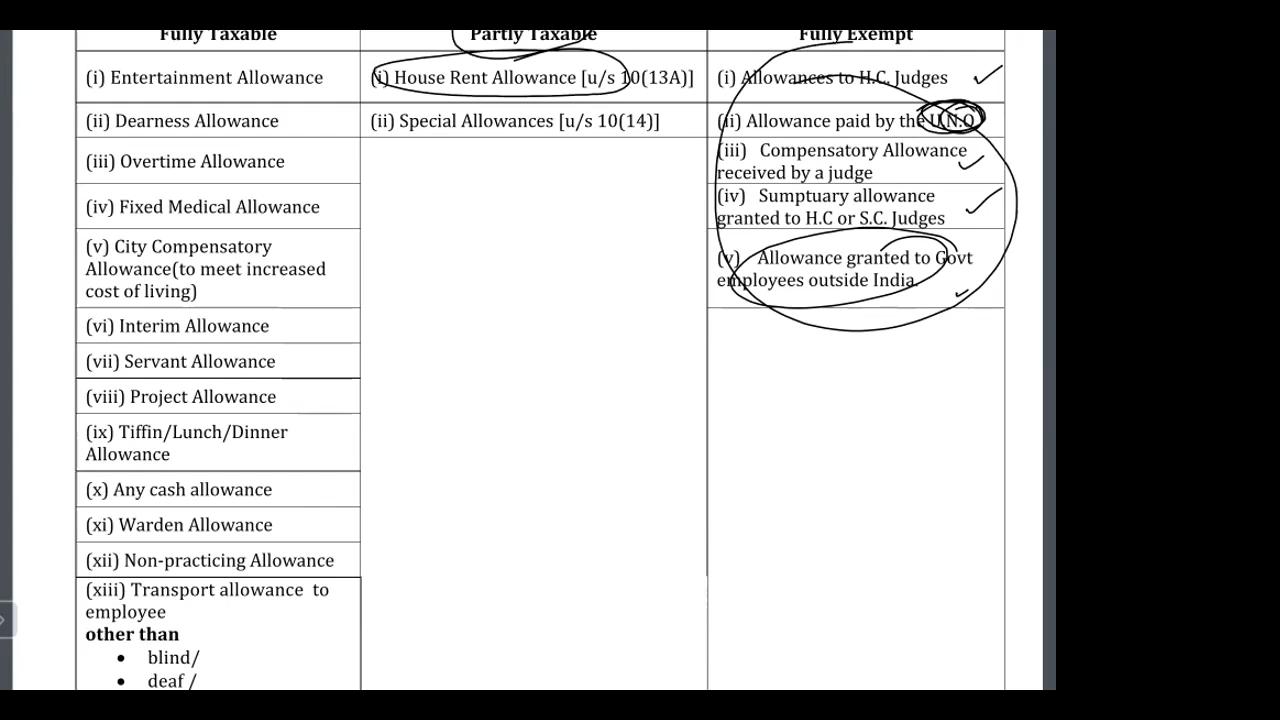 Fully Taxable
Partly Taxable
Fully Exempt
(i) Entertainment Allowance
(i) House Rent Allowance [u/s 10(13A)]
(i) Allowances to H.C. Judges
(ii) Dearness Allowance
(ii) Special Allowances [u/s 10(14)]
(ii) Allowance paid by the U.N.O
(iii) Overtime Allowance
(iii) Compensatory Allowance
received by a judge
(iv) Fixed Medical Allowance
(iv) Sumptuary allowance
granted to H.C or S.C. Judges
(v) City Compensatory
Allowance(to meet increased
cost of living)
(v) Allowance granted to Govt
employees outside India.
(vi) Interim Allowance
(vii) Servant Allowance
(viii) Project Allowance
(ix) Tiffin/Lunch/Dinner
Allowance
(x) Any cash allowance
(xi) Warden Allowance
(xii) Non-practicing Allowance
(xiii) Transport allowance to
employee
other than
• blind/
• deaf /